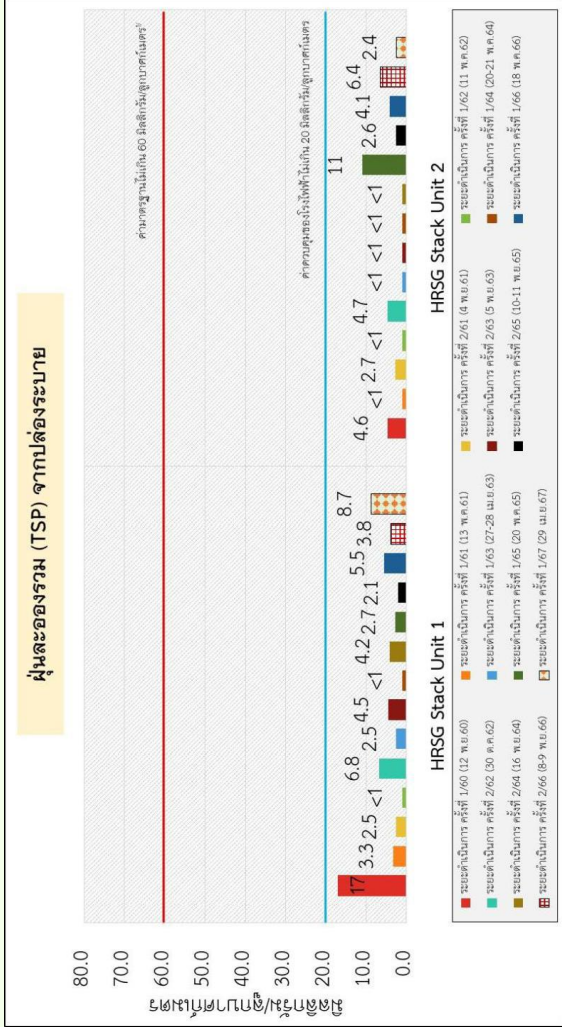 ฝุ่นละอองรวม (TSP) จากปล่องระบาย
มิลลิกรัม/ลูกบาศก์เมตร
80.0
70.0
60.0
50.0
40.0
30.0
20.0
10.0
0.0
ค่ามาตรฐานไม่เกิน 60 มิลลิกรัม/ลูกบาศก์เมตร¹⁾
ค่าควบคุมของโรงไฟฟ้าไม่เกิน 20 มิลลิกรัม/ลูกบาศก์เมตร
17 3.3 2.5 <1 6.8 2.5 4.5 <1 4.2 2.7 2.1 5.5 3.8 8.7
4.6 <1 2.7 <1 4.7 <1 <1 <1 <1 11 2.6 4.1 6.4 2.4
HRSG Stack Unit 1 HRSG Stack Unit 2
ระยะดำเนินการ ครั้งที่ 1/60 (12 พ.ย.60) ระยะดำเนินการ ครั้งที่ 1/61 (13 พ.ค.61) ระยะดำเนินการ ครั้งที่ 2/61 (4 พ.ย.61) ระยะดำเนินการ ครั้งที่ 1/62 (11 พ.ค.62)
ระยะดำเนินการ ครั้งที่ 2/62 (30 ต.ค.62) ระยะดำเนินการ ครั้งที่ 1/63 (27-28 เม.ย.63) ระยะดำเนินการ ครั้งที่ 2/63 (5 พ.ย.63) ระยะดำเนินการ ครั้งที่ 1/64 (20-21 พ.ค.64)
ระยะดำเนินการ ครั้งที่ 2/64 (16 พ.ย.64) ระยะดำเนินการ ครั้งที่ 1/65 (20 พ.ค.65) ระยะดำเนินการ ครั้งที่ 2/65 (10-11 พ.ย.65) ระยะดำเนินการ ครั้งที่ 1/66 (18 พ.ค.66)
ระยะดำเนินการ ครั้งที่ 2/66 (8-9 พ.ย.66) ระยะดำเนินการ ครั้งที่ 1/67 (29 เม.ย.67)